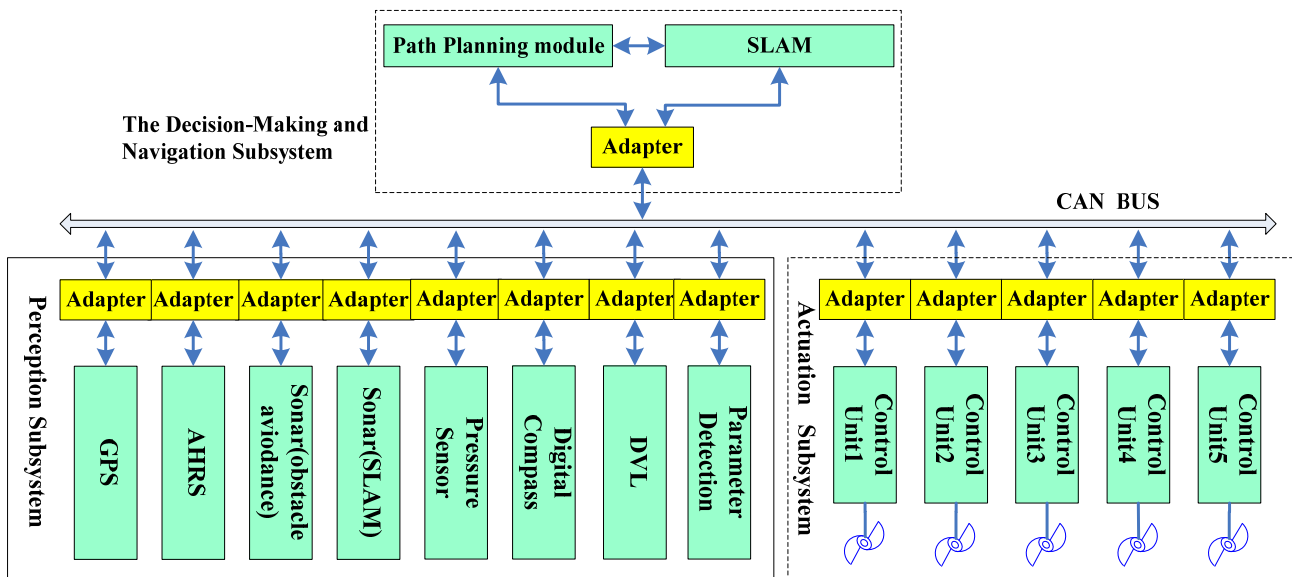 Path Planning module
SLAM
The Decision-Making and
Navigation Subsystem
Adapter
CAN BUS
Perception Subsystem
Adapter
Adapter
Adapter
Adapter
Adapter
Adapter
Adapter
Adapter
GPS
AHRS
Sonar(obstacle
aviodance)
Sonar(SLAM)
Pressure
Sensor
Digital
Compass
DVL
Parameter
Detection
Actuation Subsystem
Adapter
Adapter
Adapter
Adapter
Adapter
Control
Unit1
Control
Unit2
Control
Unit3
Control
Unit4
Control
Unit5